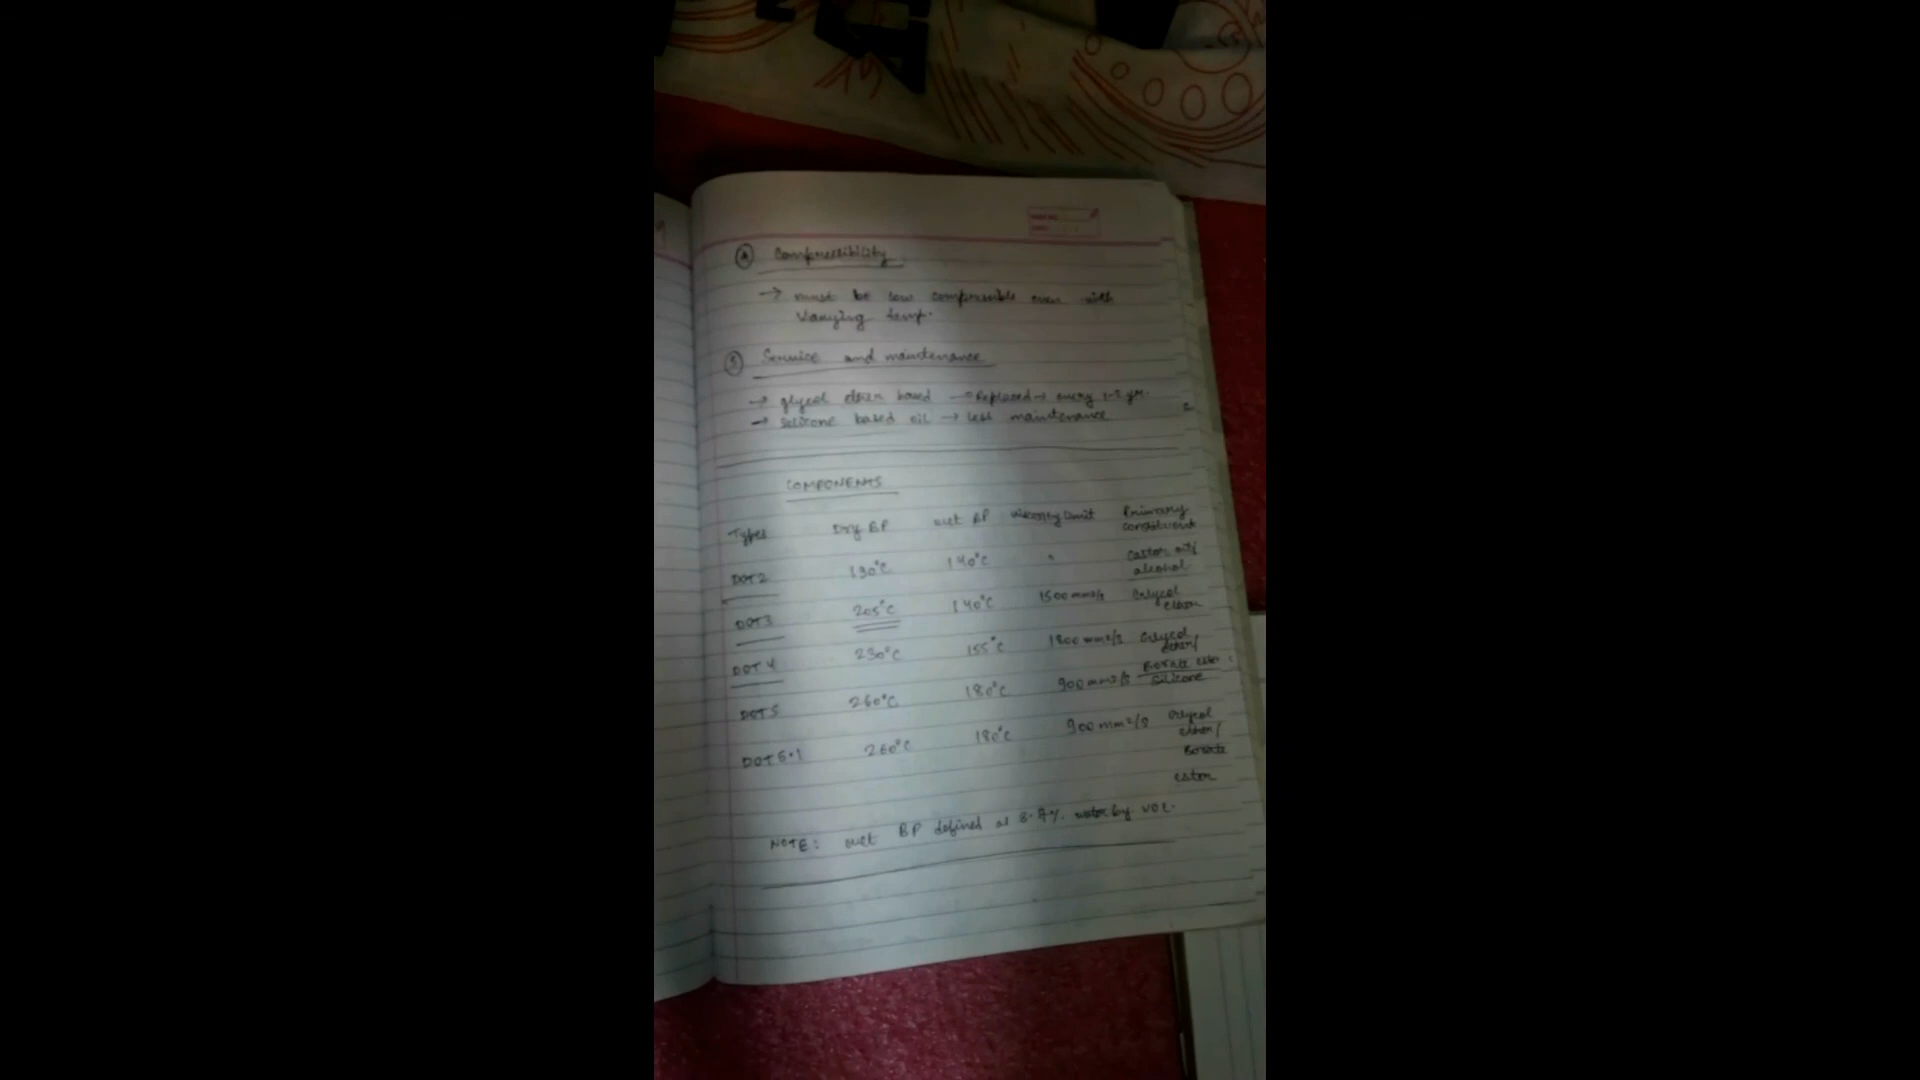 ④ Compressibility
→ must be low compressible even with
Varying temp.
⑤ Service and maintenance
→ glycol ether based → Replaced → every 1-2 yr.
→ Silicone based oil → less maintenance
COMPONENTS
Types Dry BP wet BP Viscosity limit Primary constituent
DOT 2 190°C 140°C Castor oil/ alcohol
DOT 3 205°C 140°C 1500 mm2/s Glycol ether
DOT 4 230°C 155°C 1800 mm2/s Glycol ether/ Borate ester
DOT 5 260°C 180°C 900 mm2/s Silicone
DOT 5.1 260°C 180°C 900 mm2/s Glycol ether/ Borate ester
NOTE: wet BP defined at 3.7% water by VOL.